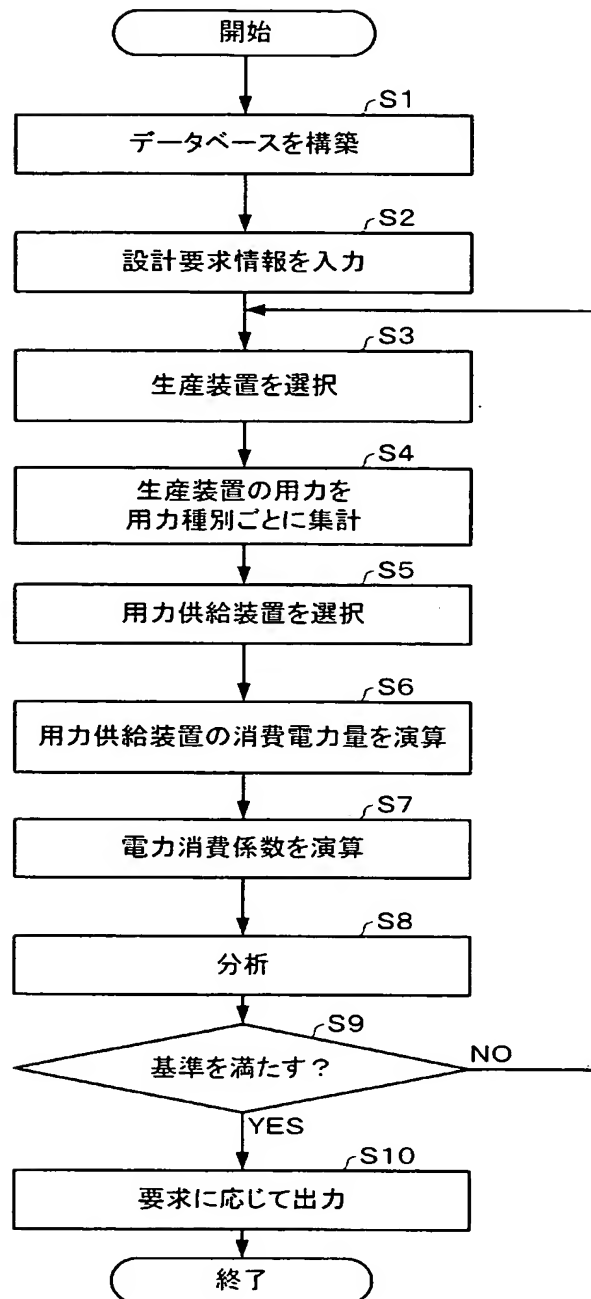 開始
S1
データベースを構築
S2
設計要求情報を入力
S3
生産装置を選択
S4
生産装置の用力を
用力種別ごとに集計
S5
用力供給装置を選択
S6
用力供給装置の消費電力量を演算
S7
電力消費係数を演算
S8
分析
S9
基準を満たす？
NO
YES
S10
要求に応じて出力
終了